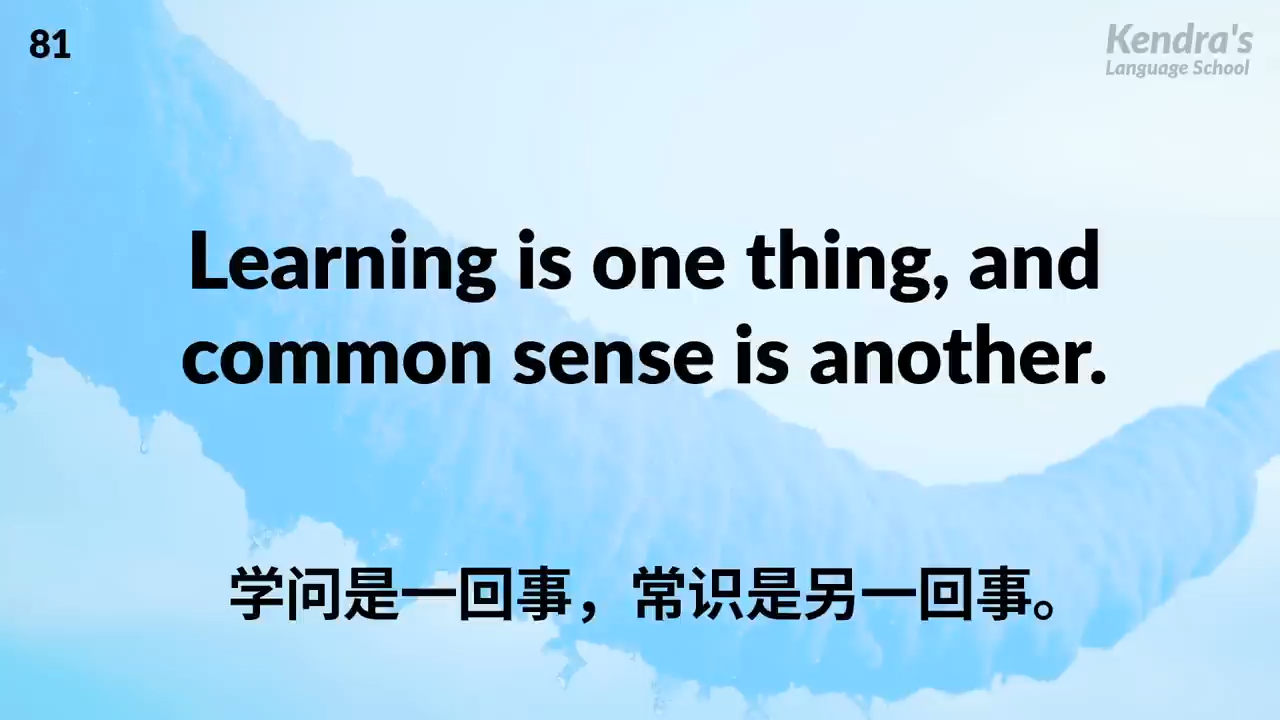 81
Kendra's
Language School
Learning is one thing, and
common sense is another.
学问是一回事，常识是另一回事。